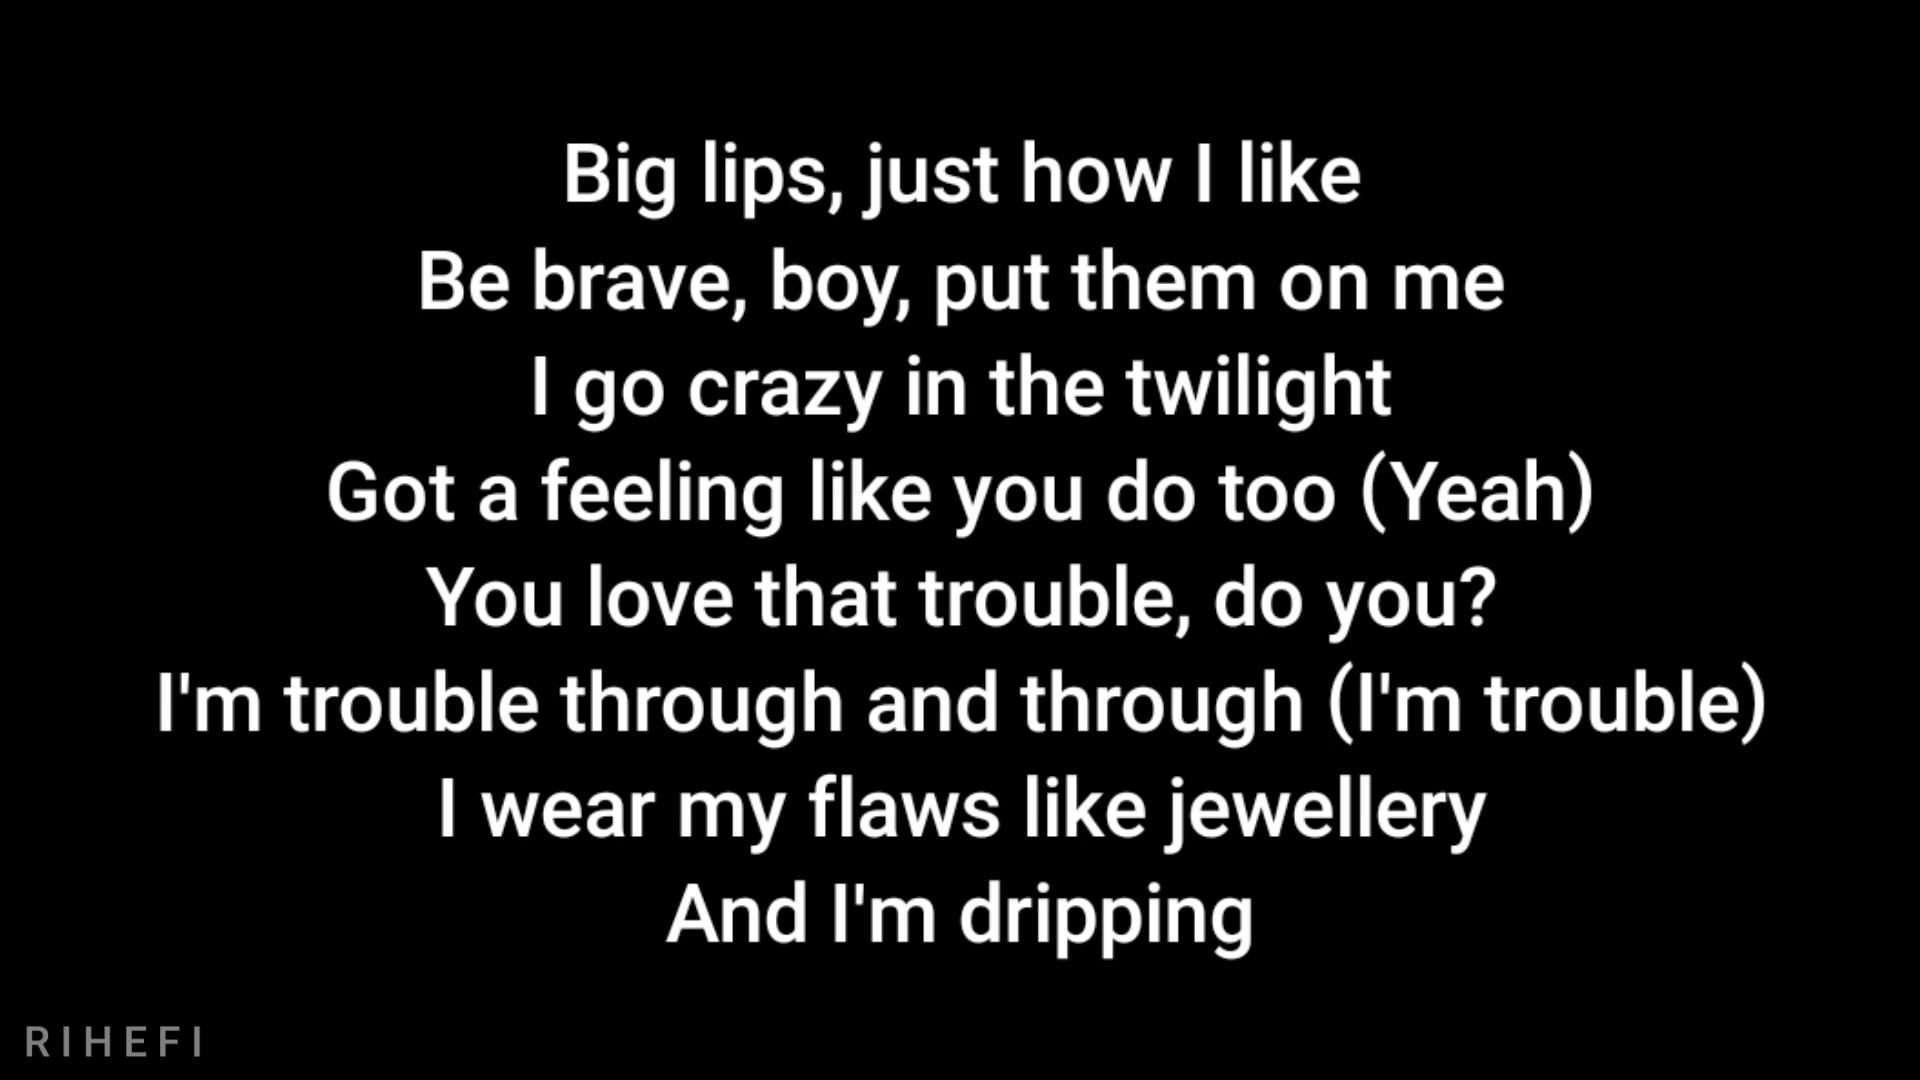 Big lips, just how I like
Be brave, boy, put them on me
I go crazy in the twilight
Got a feeling like you do too (Yeah)
You love that trouble, do you?
I'm trouble through and through (I'm trouble)
I wear my flaws like jewellery
And I'm dripping
RIHEFI